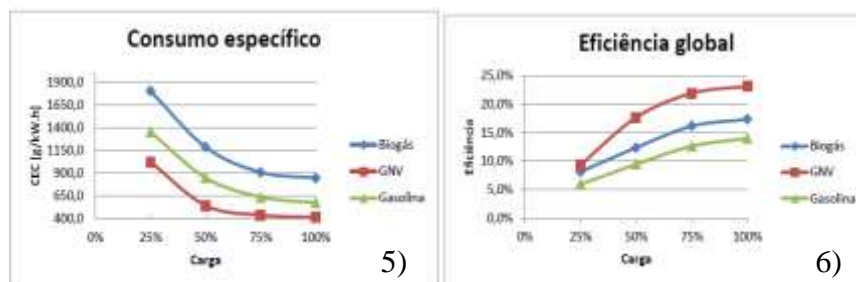 Consumo específico
CEC [g/kW.h]
1900,0
1650,0
1400,0
1150,0
900,0
650,0
400,0
0%
25%
50%
75%
100%
Carga
Biogás
GNV
Gasolina
5)
Eficiência global
Eficiência
25,0%
20,0%
15,0%
10,0%
5,0%
0,0%
0%
25%
50%
75%
100%
Carga
Biogás
GNV
Gasolina
6)